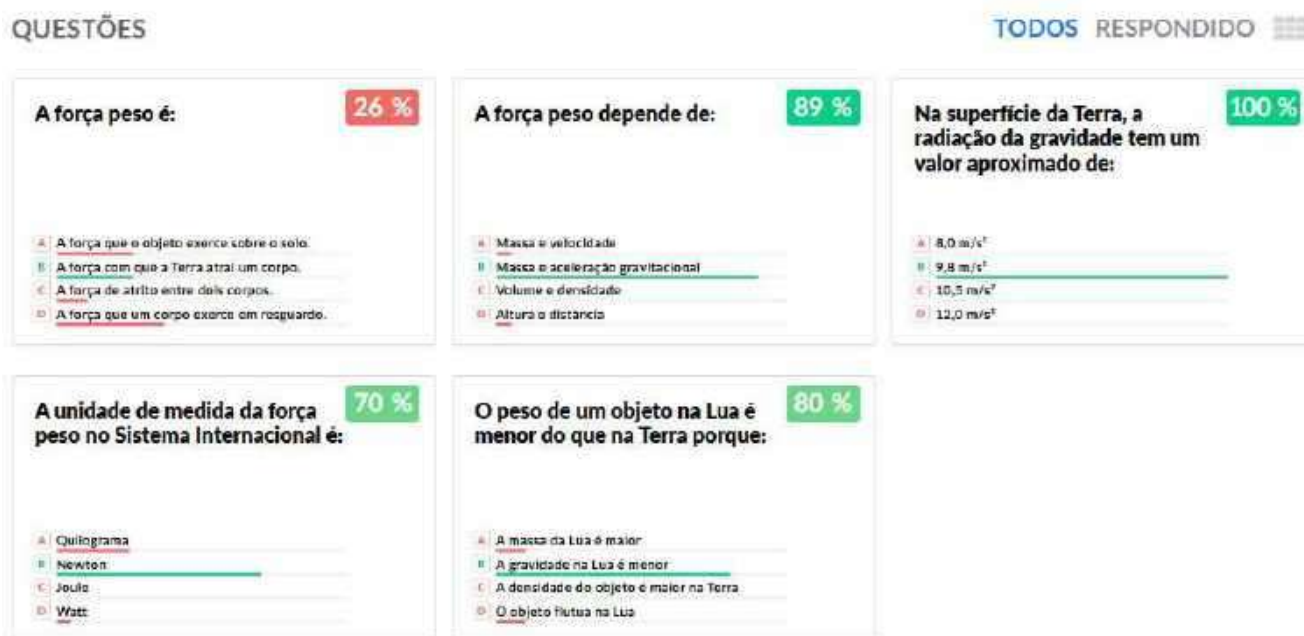 QUESTÕES
TODOS RESPONDIDO
A força peso é:
26 %
A A força que o objeto exerce sobre o solo.
B A força com que a Terra atrai um corpo.
C A força de atrito entre dois corpos.
D A força que um corpo exerce em resguardo.
A força peso depende de:
89 %
A Massa e velocidade
B Massa e aceleração gravitacional
C Volume e densidade
D Altura e distância
Na superfície da Terra, a
radiação da gravidade tem um
valor aproximado de:
100 %
A 8,0 m/s²
B 9,8 m/s²
C 10,5 m/s²
D 12,0 m/s²
A unidade de medida da força
peso no Sistema Internacional é:
70 %
A Quilograma
B Newton
C Joule
D Watt
O peso de um objeto na Lua é
menor do que na Terra porque:
80 %
A A massa da Lua é maior
B A gravidade na Lua é menor
C A densidade do objeto é maior na Terra
D O objeto flutua na Lua